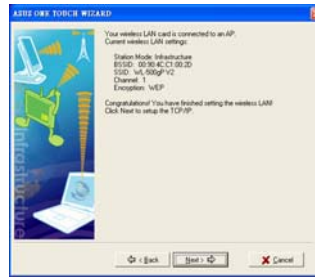 ASUS ONE TOUCH WIZARD
Your wireless LAN card is connected to an AP.
Current wireless LAN settings:
Station Mode: Infrastructure
BSSID: 00:90:4C:C1:00:2D
SSID: WL-500gP V2
Channel: 1
Encryption: WEP
Congratulations! You have finished setting the wireless LAN!
Click Next to setup the TCP/IP.
Infrastructure
< Back
Next >
Cancel